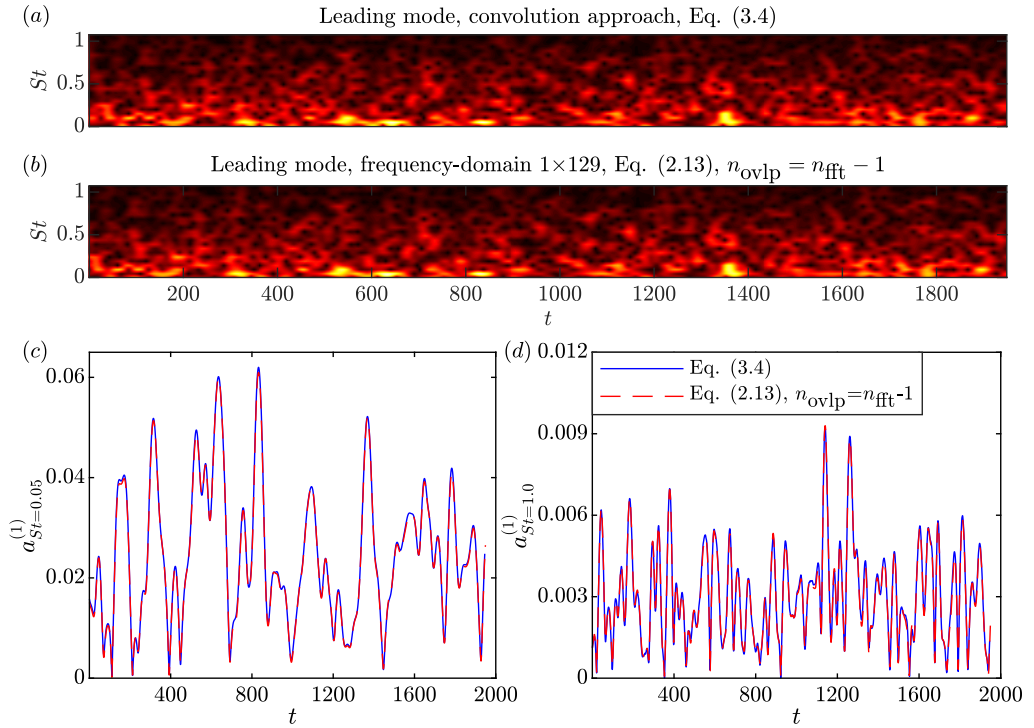 (a) Leading mode, convolution approach, Eq. (3.4)
1
0.5
0
St
(b) Leading mode, frequency-domain 1×129, Eq. (2.13), n_ovlp = n_fft − 1
1
0.5
0
St
200 400 600 800 1000 1200 1400 1600 1800
t
(c)
0.06
0.04
0.02
0
a^(1)_St=0.05
400 800 1200 1600 2000
t
(d)
0.012
0.009
0.006
0.003
0
a^(1)_St=1.0
Eq. (3.4)
Eq. (2.13), n_ovlp=n_fft-1
400 800 1200 1600 2000
t